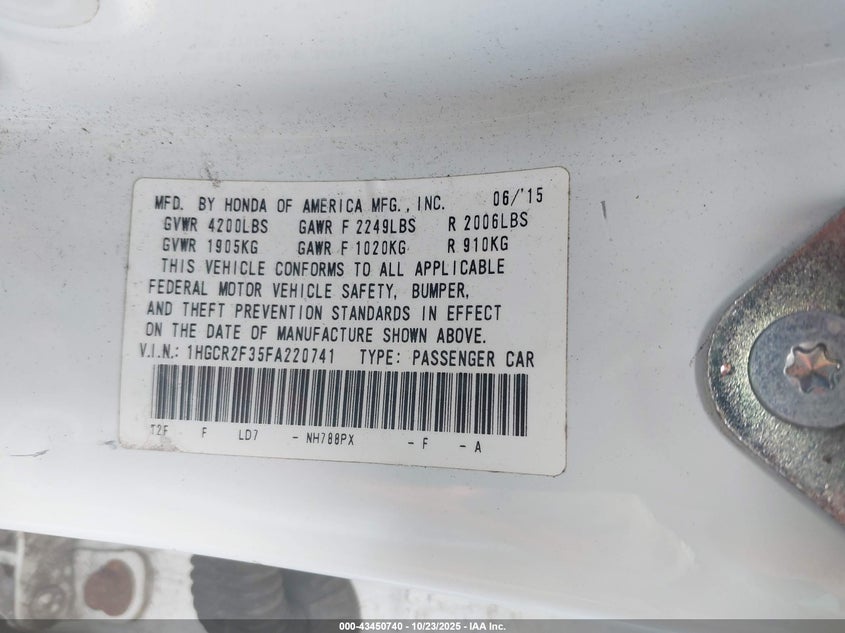 MFD. BY HONDA OF AMERICA MFG., INC. 06/'15
GVWR 4200LBS GAWR F 2249LBS R 2006LBS
GVWR 1905KG GAWR F 1020KG R 910KG
THIS VEHICLE CONFORMS TO ALL APPLICABLE
FEDERAL MOTOR VEHICLE SAFETY, BUMPER,
AND THEFT PREVENTION STANDARDS IN EFFECT
ON THE DATE OF MANUFACTURE SHOWN ABOVE.
V.I.N.: 1HGCR2F35FA220741 TYPE: PASSENGER CAR
T2F F LD7 - NH788PX - F - A
000-43450740 - 10/23/2025 - IAA Inc.